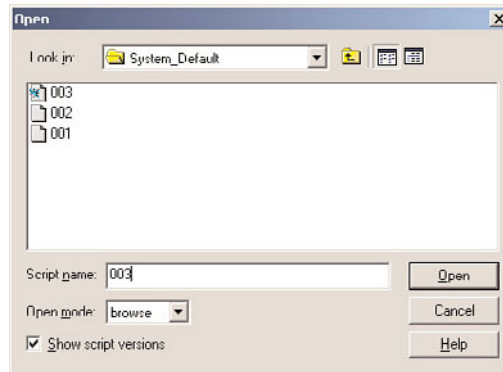 Open
Look in: System_Default
003
002
001
Script name: 003
Open
Open mode: browse
Cancel
Show script versions
Help